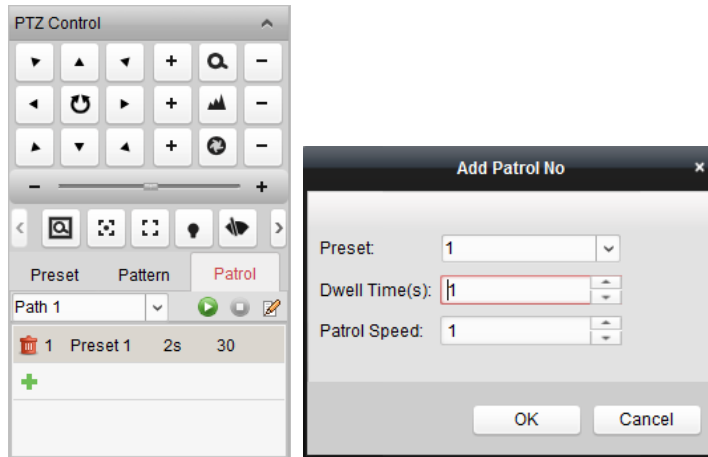 PTZ Control
Preset Pattern Patrol
Path 1
1 Preset 1 2s 30
Add Patrol No
Preset: 1
Dwell Time(s): 1
Patrol Speed: 1
OK Cancel